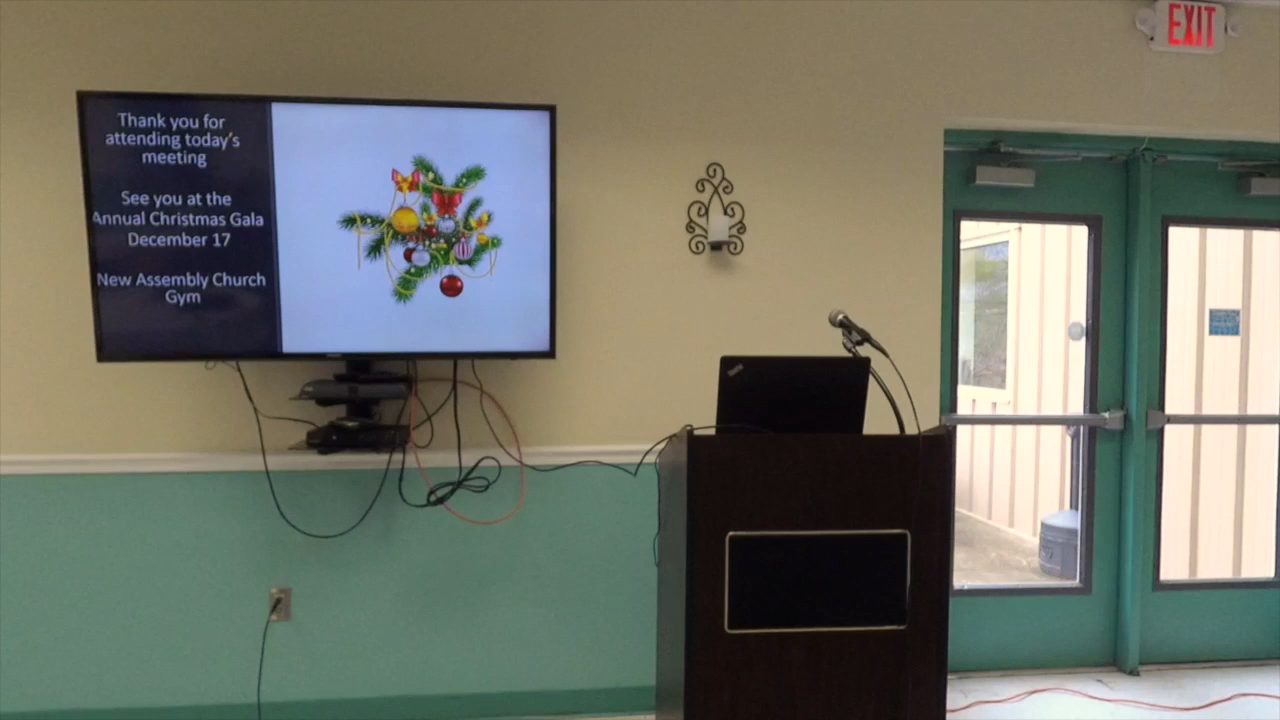 Thank you for
attending today's
meeting
See you at the
Annual Christmas Gala
December 17
New Assembly Church
Gym
EXIT
ThinkPad